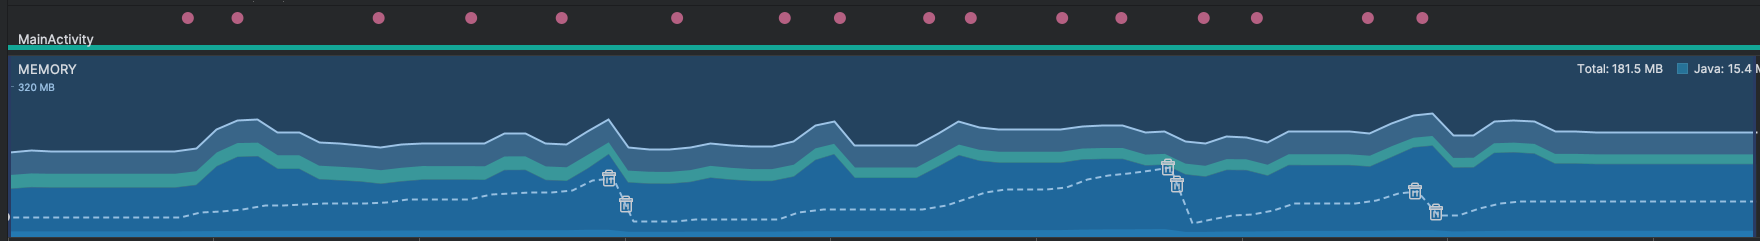 MainActivity
MEMORY
320 MB
Total: 181.5 MB
Java: 15.4 M